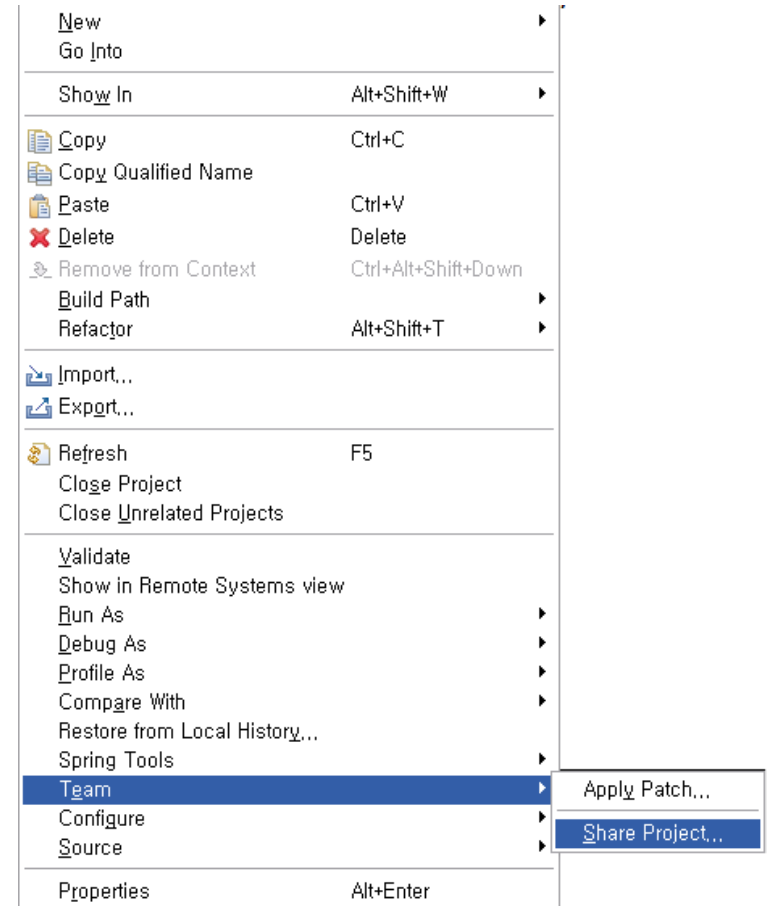 New
Go Into
Show In Alt+Shift+W
Copy Ctrl+C
Copy Qualified Name
Paste Ctrl+V
Delete Delete
Remove from Context Ctrl+Alt+Shift+Down
Build Path
Refactor Alt+Shift+T
Import...
Export...
Refresh F5
Close Project
Close Unrelated Projects
Validate
Show in Remote Systems view
Run As
Debug As
Profile As
Compare With
Restore from Local History...
Spring Tools
Team
Apply Patch...
Configure
Share Project...
Source
Properties Alt+Enter